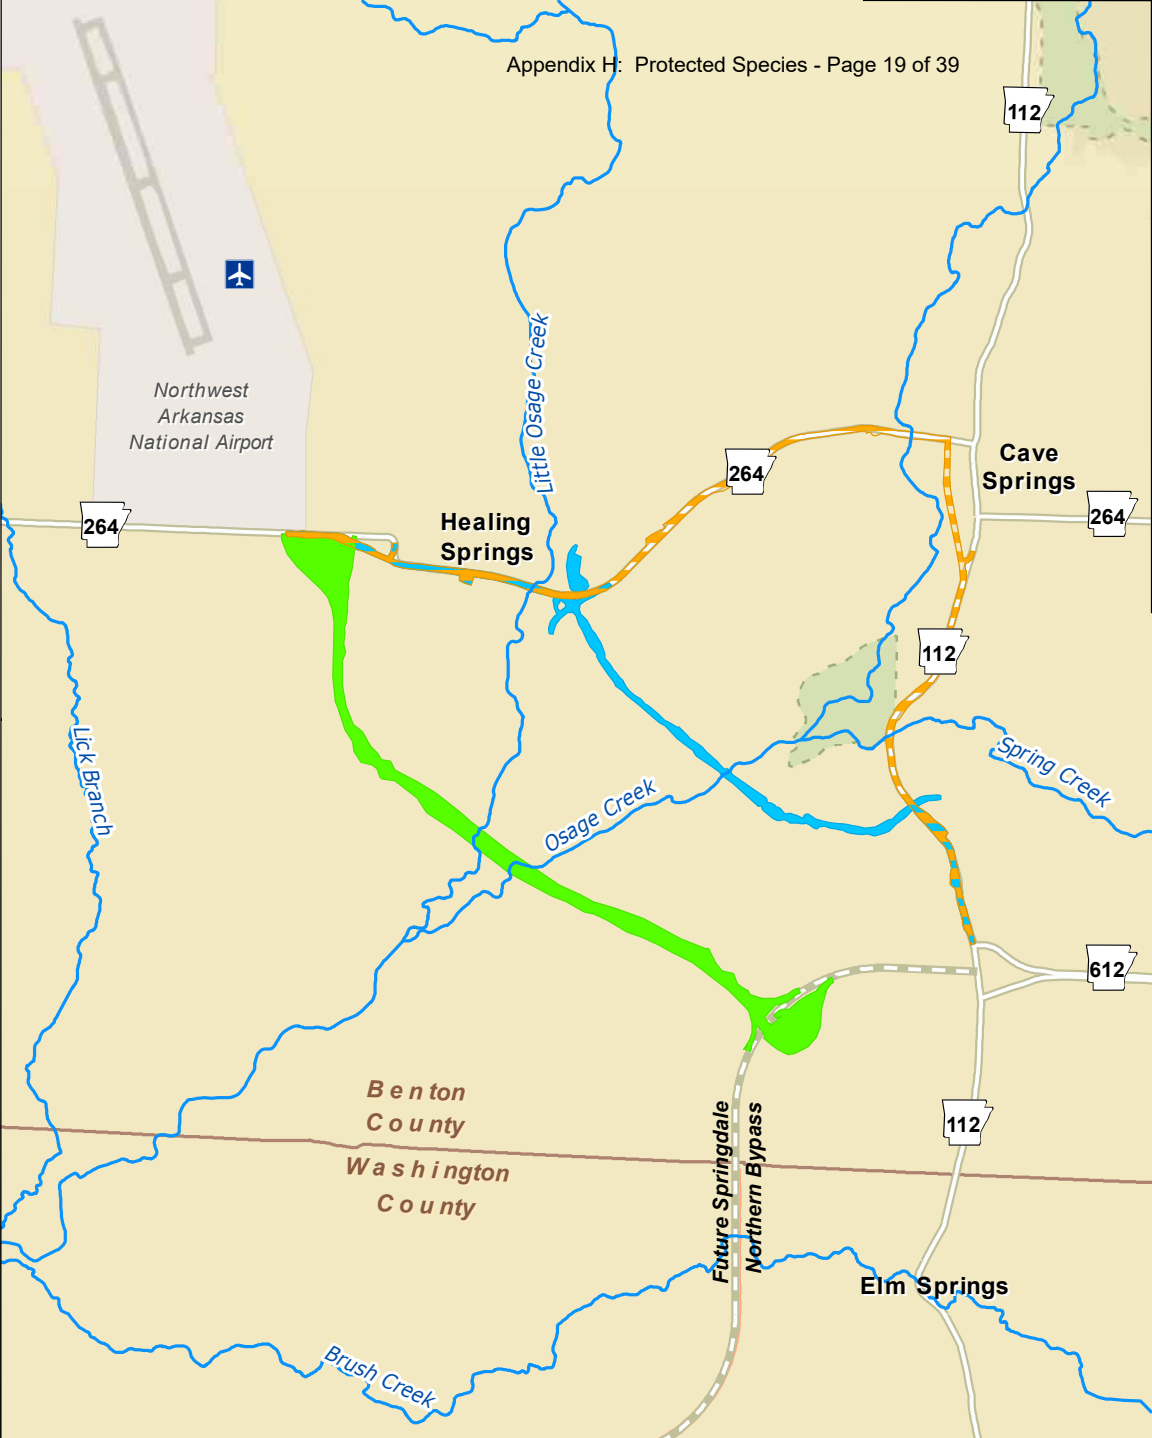 Appendix H:  Protected Species - Page 19 of 39
112
Little Osage Creek
Northwest
Arkansas
National Airport
264
Cave
Springs
264
264
Healing
Springs
112
Lick Branch
Spring Creek
Osage Creek
612
Benton
County
112
Washington
County
Future Springdale
Northern Bypass
Elm Springs
Brush Creek